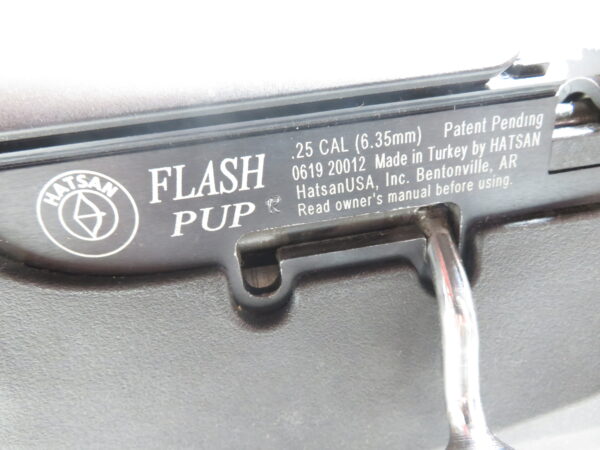 HATSAN
FLASH
PUP
.25 CAL (6.35mm) Patent Pending
0619 20012 Made in Turkey by HATSAN
HatsanUSA, Inc. Bentonville, AR
Read owner's manual before using.